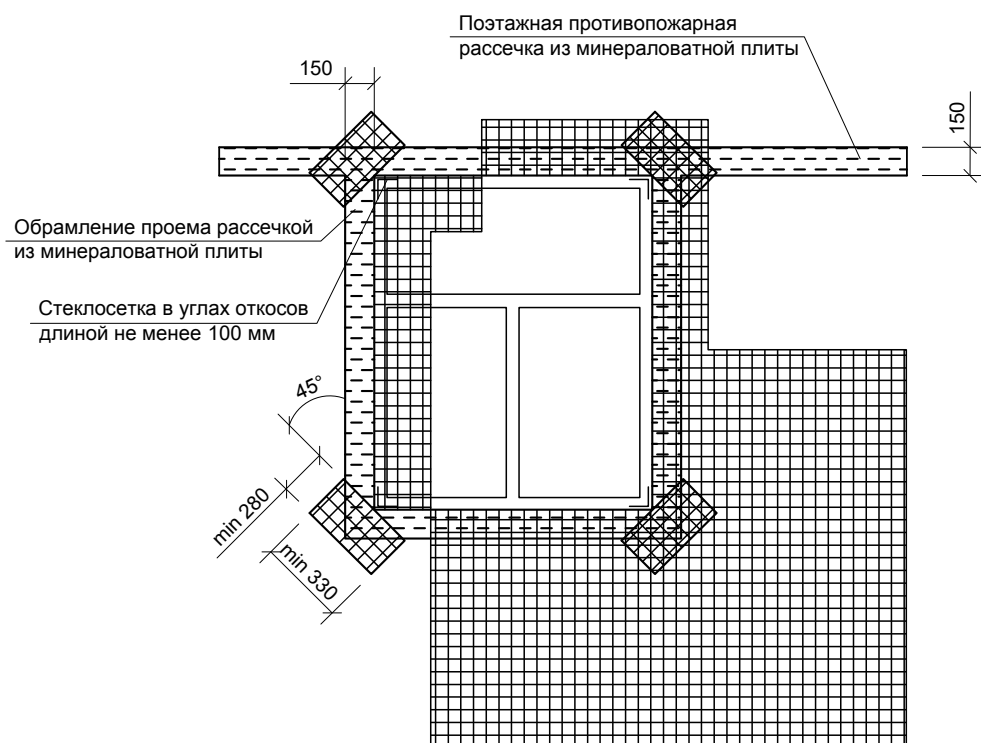 Поэтажная противопожарная
рассечка из минераловатной плиты
150
150
Обрамление проема рассечкой
из минераловатной плиты
Стеклосетка в углах откосов
длиной не менее 100 мм
45°
min 280
min 330